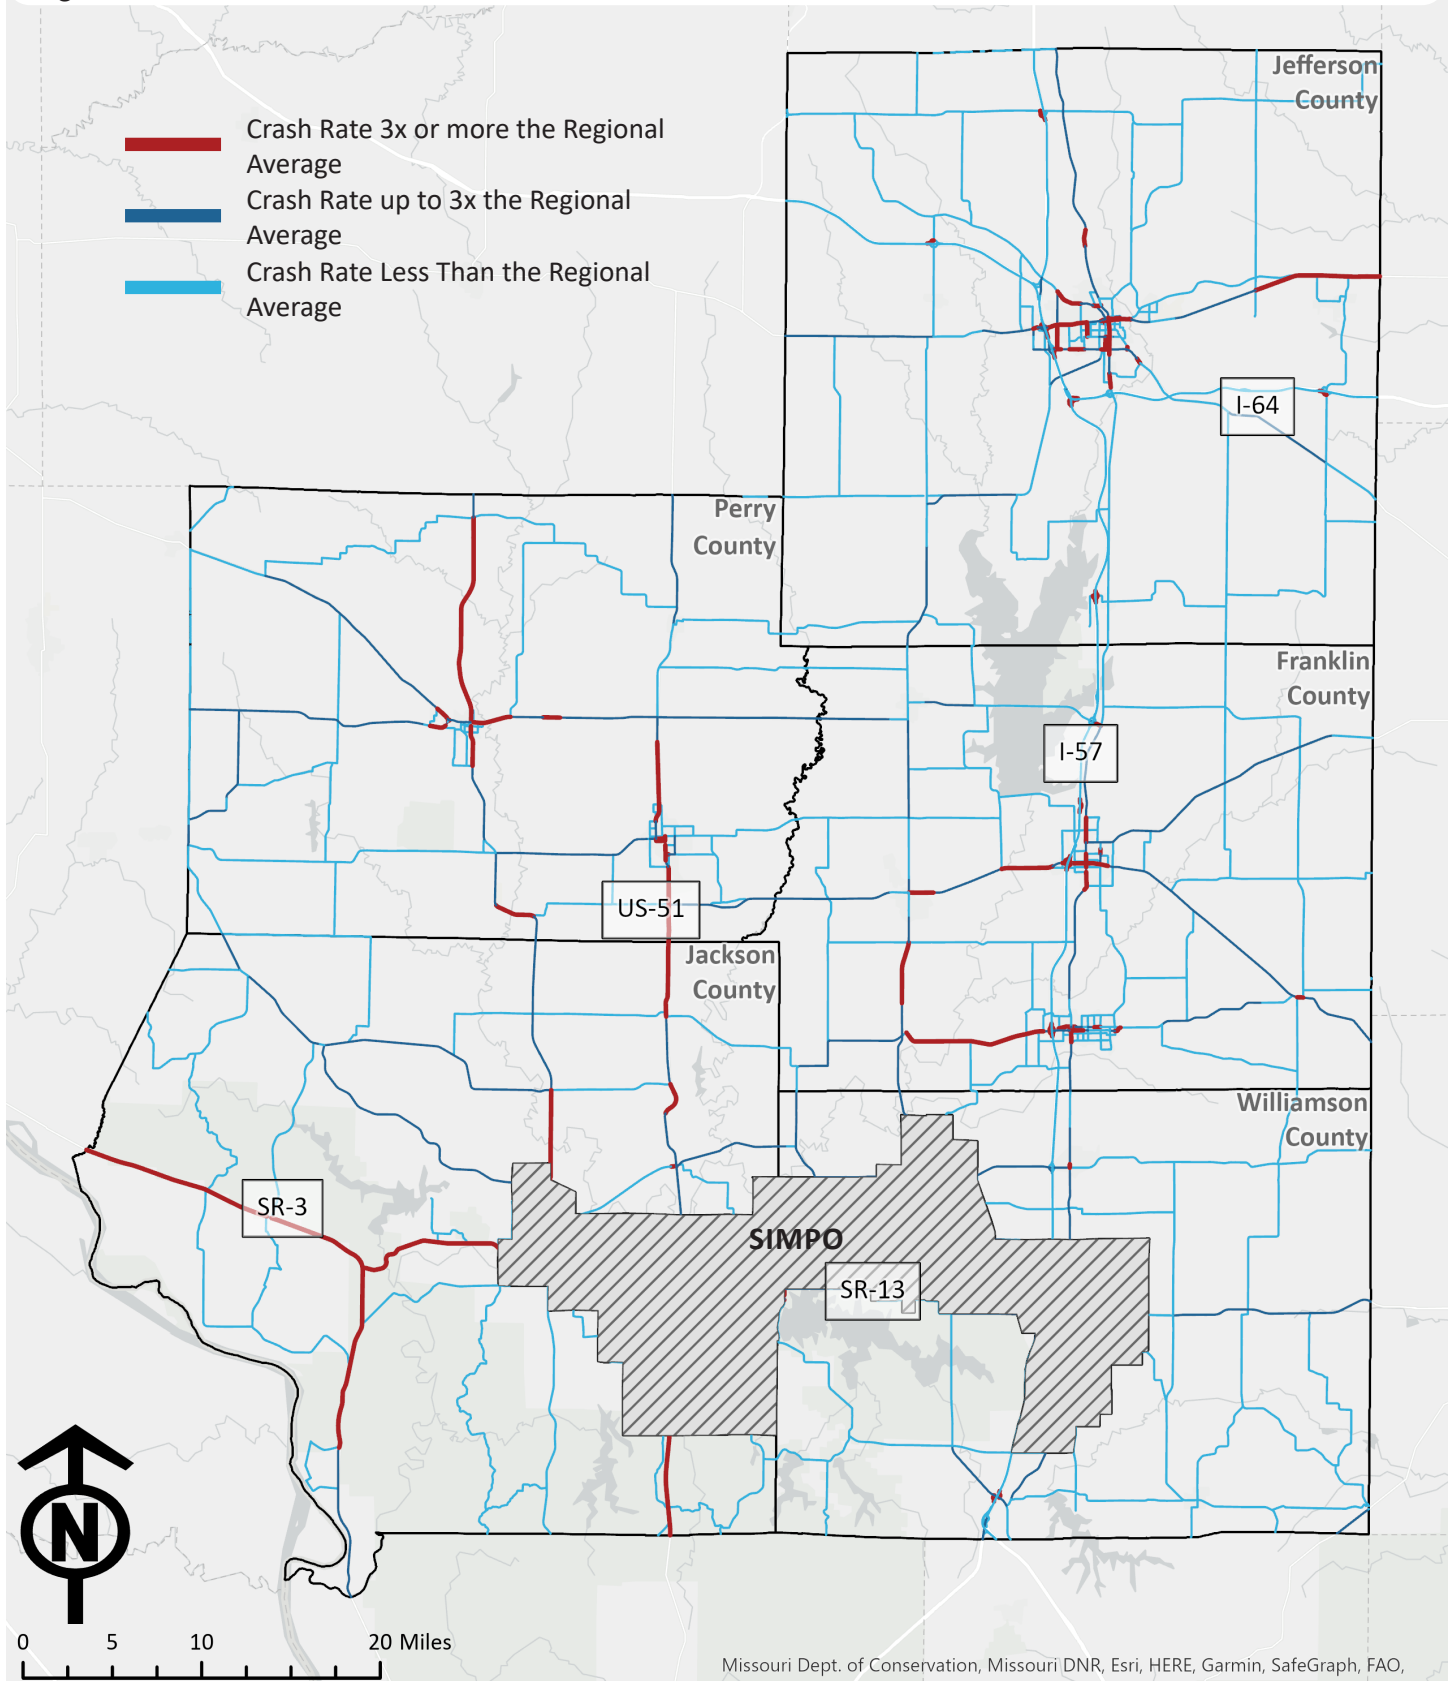 Crash Rate 3x or more the Regional
Average
Crash Rate up to 3x the Regional
Average
Crash Rate Less Than the Regional
Average
Jefferson
County
I-64
Perry
County
Franklin
County
I-57
US-51
Jackson
County
Williamson
County
SR-3
SIMPO
SR-13
N
0 5 10 20 Miles
Missouri Dept. of Conservation, Missouri DNR, Esri, HERE, Garmin, SafeGraph, FAO,